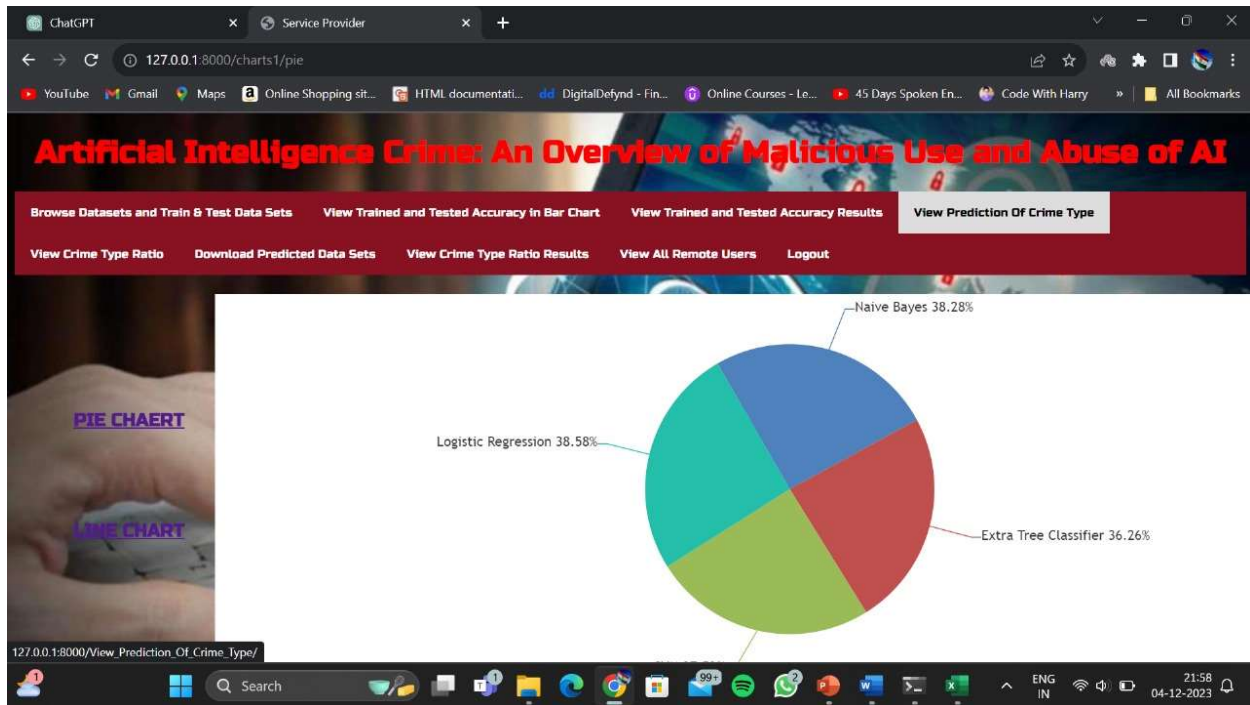 ChatGPT
Service Provider
127.0.0.1:8000/charts1/pie
YouTube Gmail Maps Online Shopping sit... HTML documentati... DigitalDefynd - Fin... Online Courses - Le... 45 Days Spoken En... Code With Harry » All Bookmarks
Artificial Intelligence Crime: An Overview of Malicious Use and Abuse of AI
Browse Datasets and Train & Test Data Sets View Trained and Tested Accuracy in Bar Chart View Trained and Tested Accuracy Results View Prediction Of Crime Type
View Crime Type Ratio Download Predicted Data Sets View Crime Type Ratio Results View All Remote Users Logout
Naive Bayes 38.28%
PIE CHAERT
Logistic Regression 38.58%
LINE CHART
Extra Tree Classifier 36.26%
127.0.0.1:8000/View_Prediction_Of_Crime_Type/
Search
99+
ENG
IN
21:58
04-12-2023